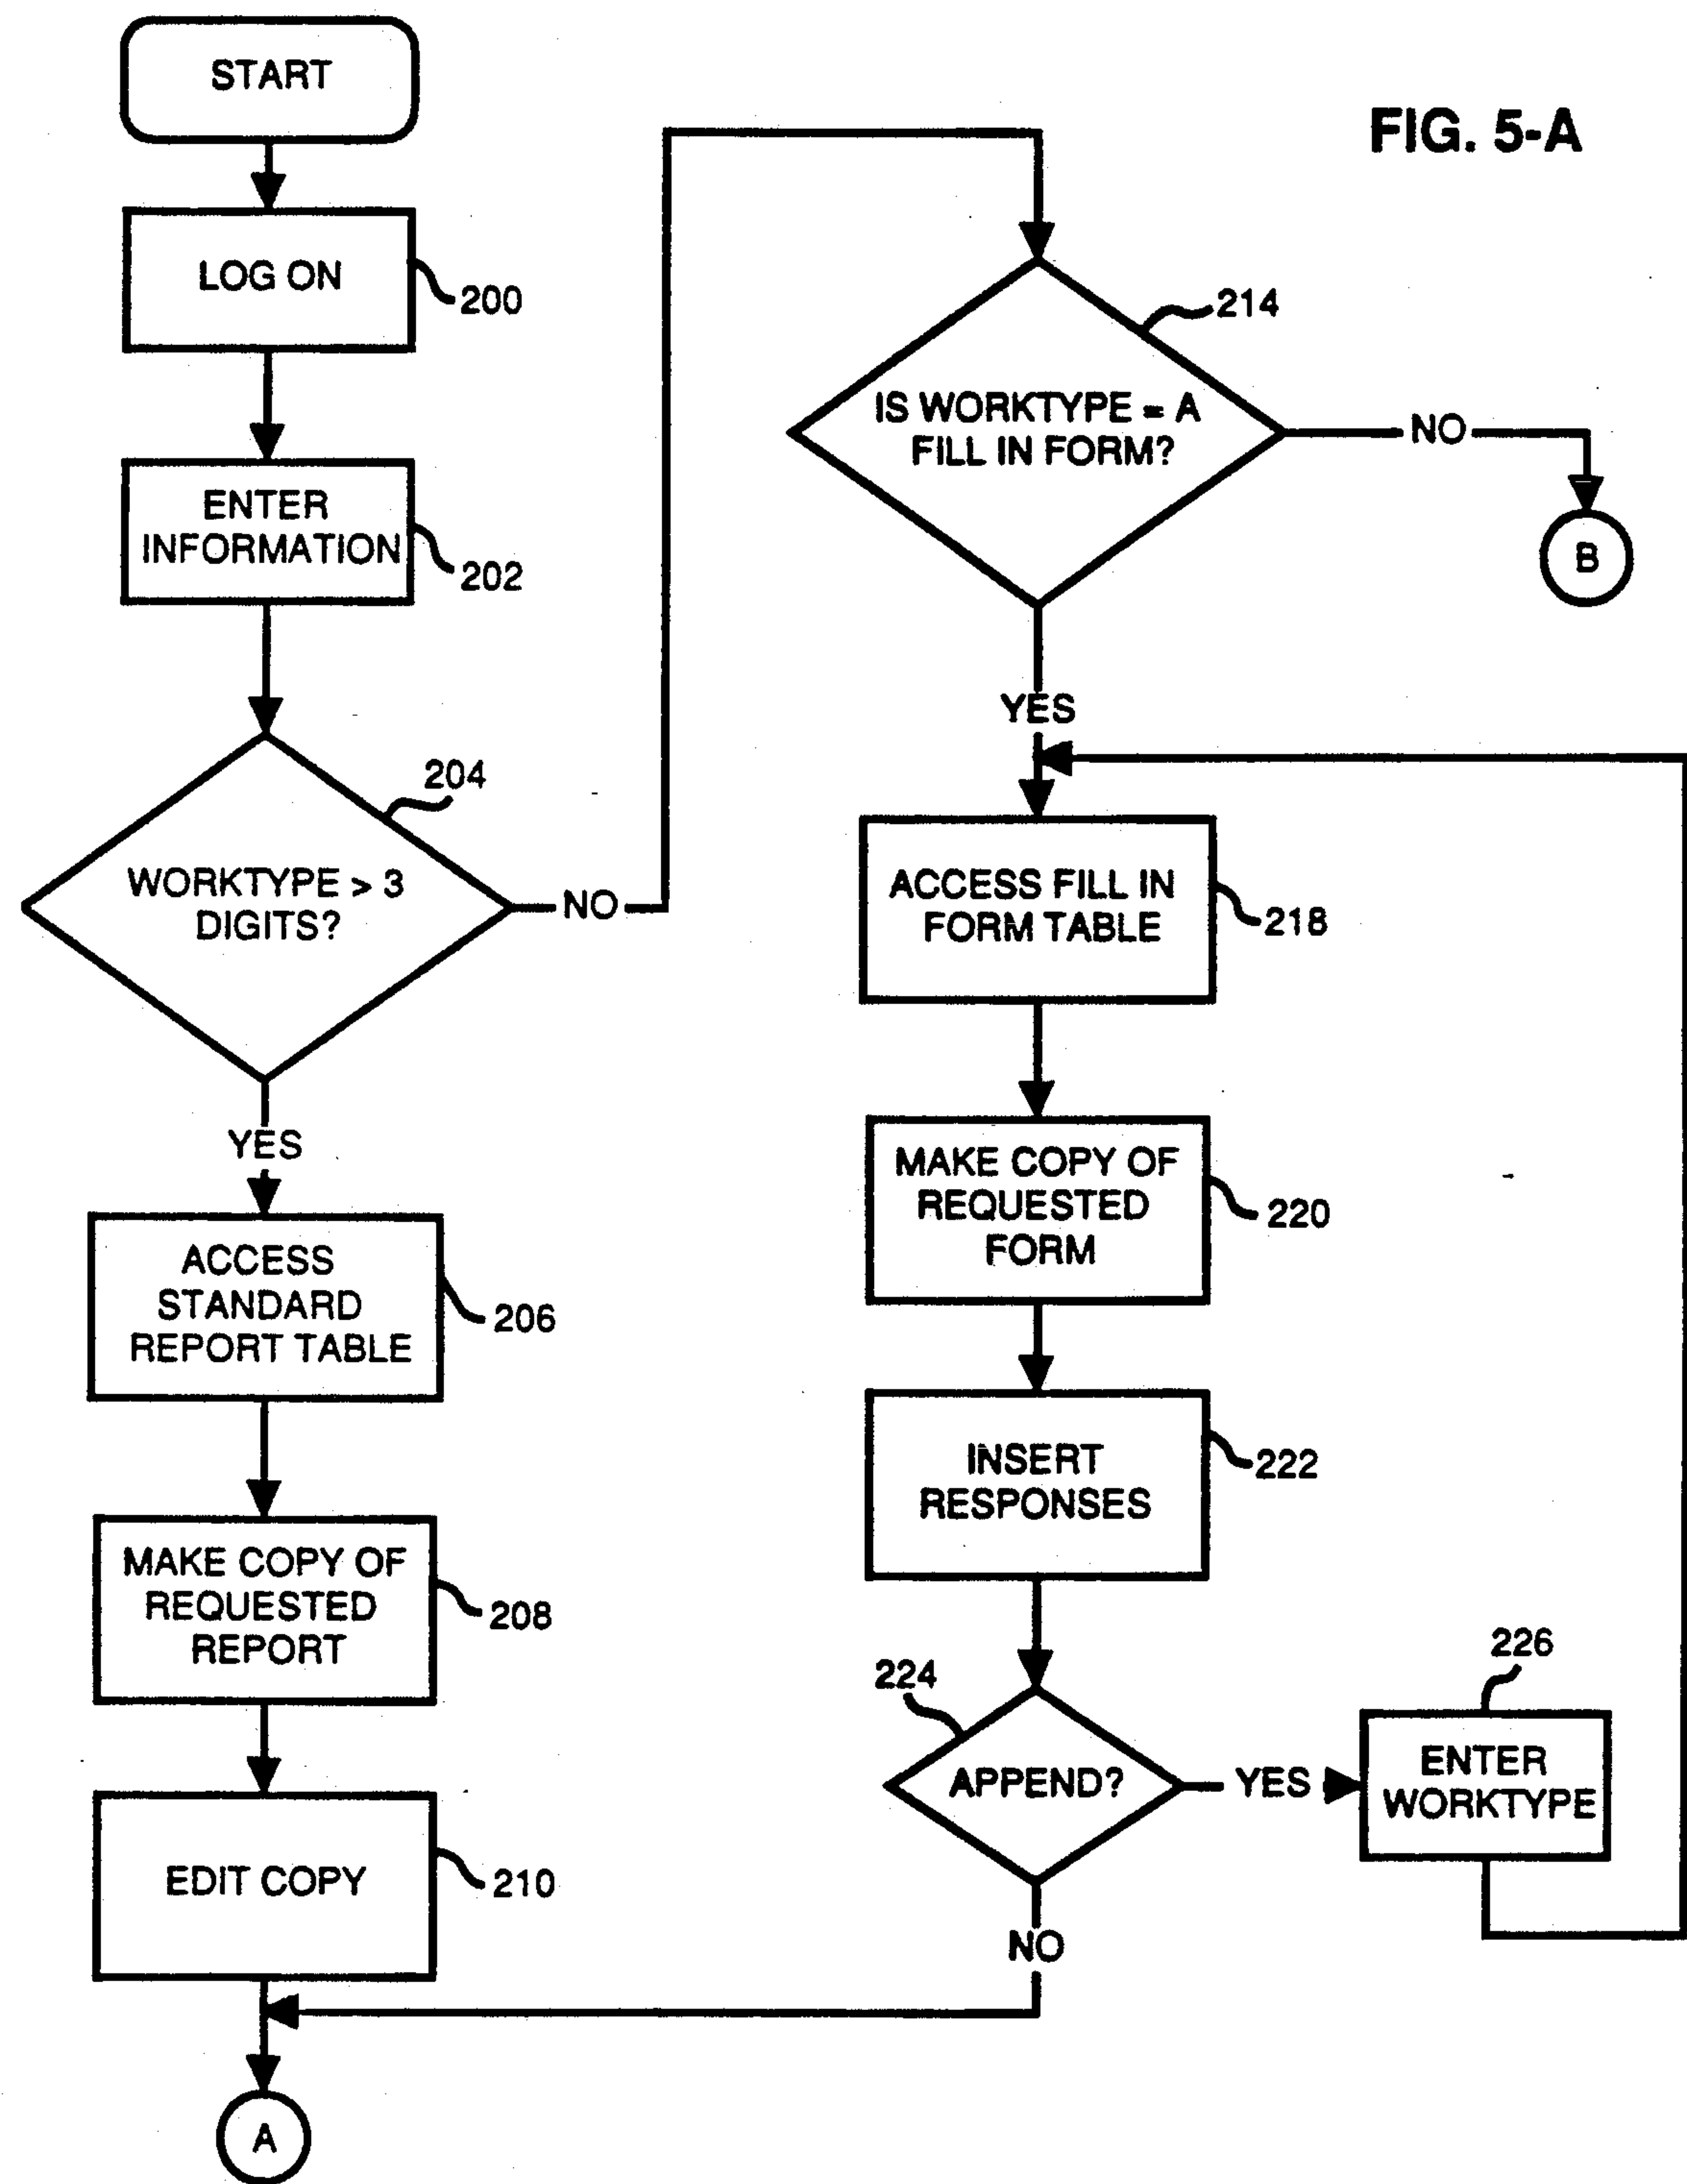 FIG. 5-A
START
LOG ON
200
ENTER
INFORMATION
202
204
WORKTYPE > 3
DIGITS?
NO
YES
ACCESS
STANDARD
REPORT TABLE
206
MAKE COPY OF
REQUESTED
REPORT
208
EDIT COPY
210
A
214
IS WORKTYPE = A
FILL IN FORM?
NO
B
YES
ACCESS FILL IN
FORM TABLE
218
MAKE COPY OF
REQUESTED
FORM
220
INSERT
RESPONSES
222
224
APPEND?
YES
226
ENTER
WORKTYPE
NO